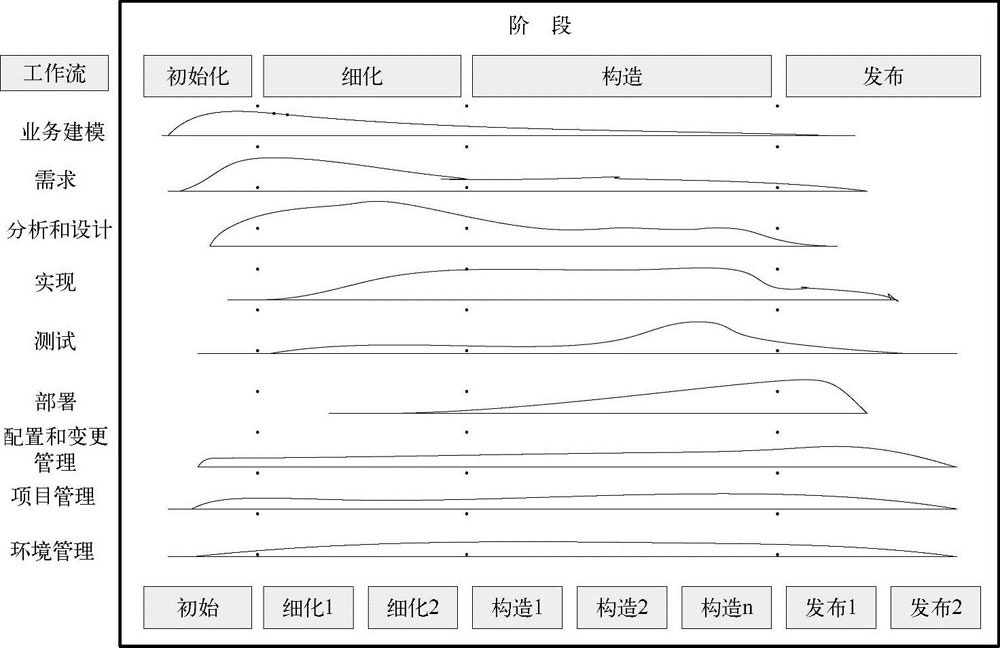 阶 段
工作流
初始化
细化
构造
发布
业务建模
需求
分析和设计
实现
测试
部署
配置和变更
管理
项目管理
环境管理
初始
细化1
细化2
构造1
构造2
构造n
发布1
发布2